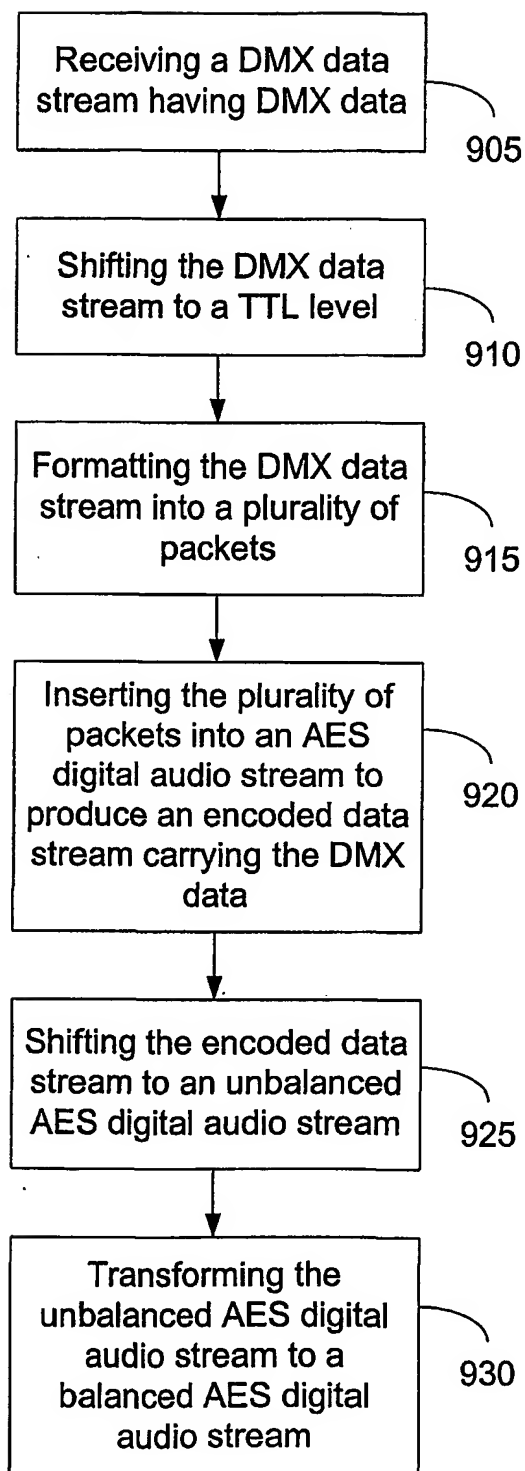 Receiving a DMX data
stream having DMX data
905
Shifting the DMX data
stream to a TTL level
910
Formatting the DMX data
stream into a plurality of
packets
915
Inserting the plurality of
packets into an AES
digital audio stream to
produce an encoded data
stream carrying the DMX
data
920
Shifting the encoded data
stream to an unbalanced
AES digital audio stream
925
Transforming the
unbalanced AES digital
audio stream to a
balanced AES digital
audio stream
930